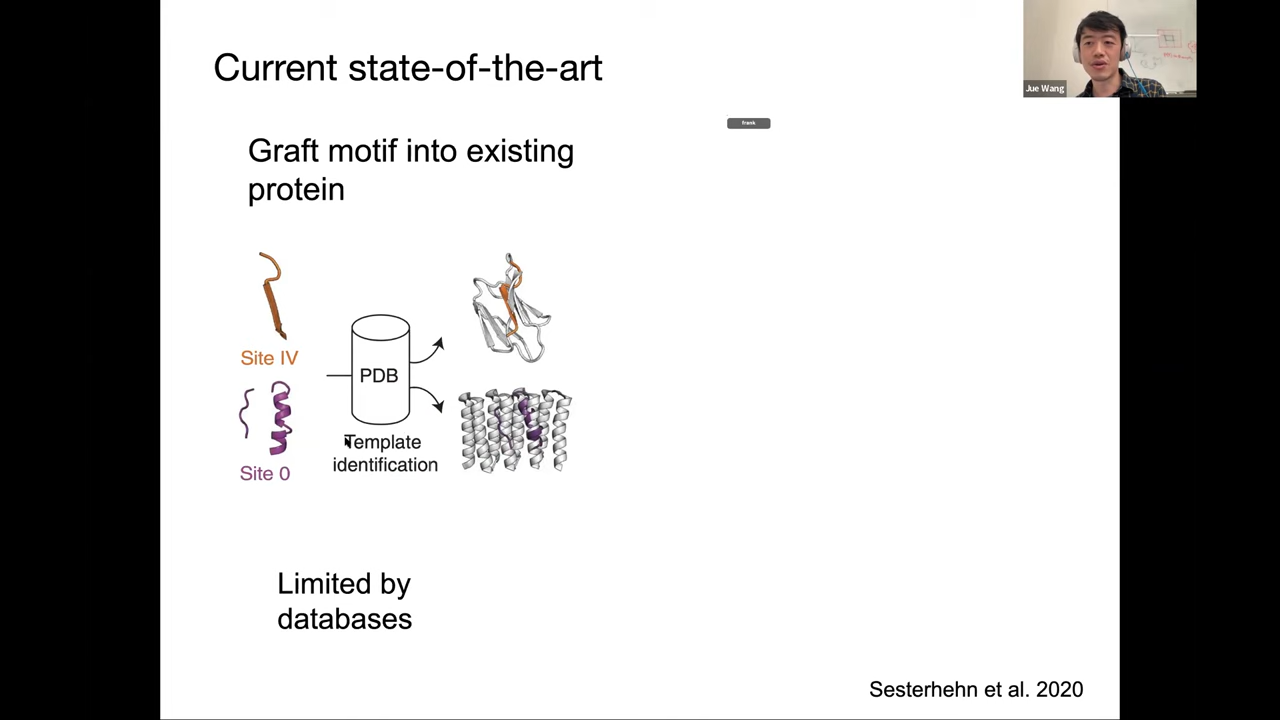 Current state-of-the-art
Jue Wang
frank
Graft motif into existing
protein
Site IV
PDB
Site 0
Template
identification
Limited by
databases
Sesterhehn et al. 2020